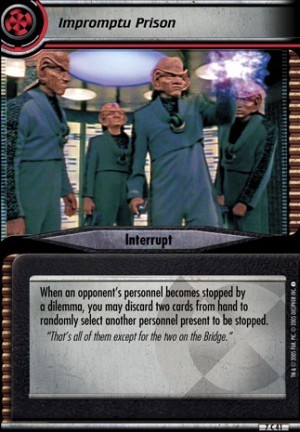 Impromptu Prison
Interrupt
When an opponent's personnel becomes stopped by
a dilemma, you may discard two cards from hand to
randomly select another personnel present to be stopped.
"That's all of them except for the two on the Bridge."
7 C 41